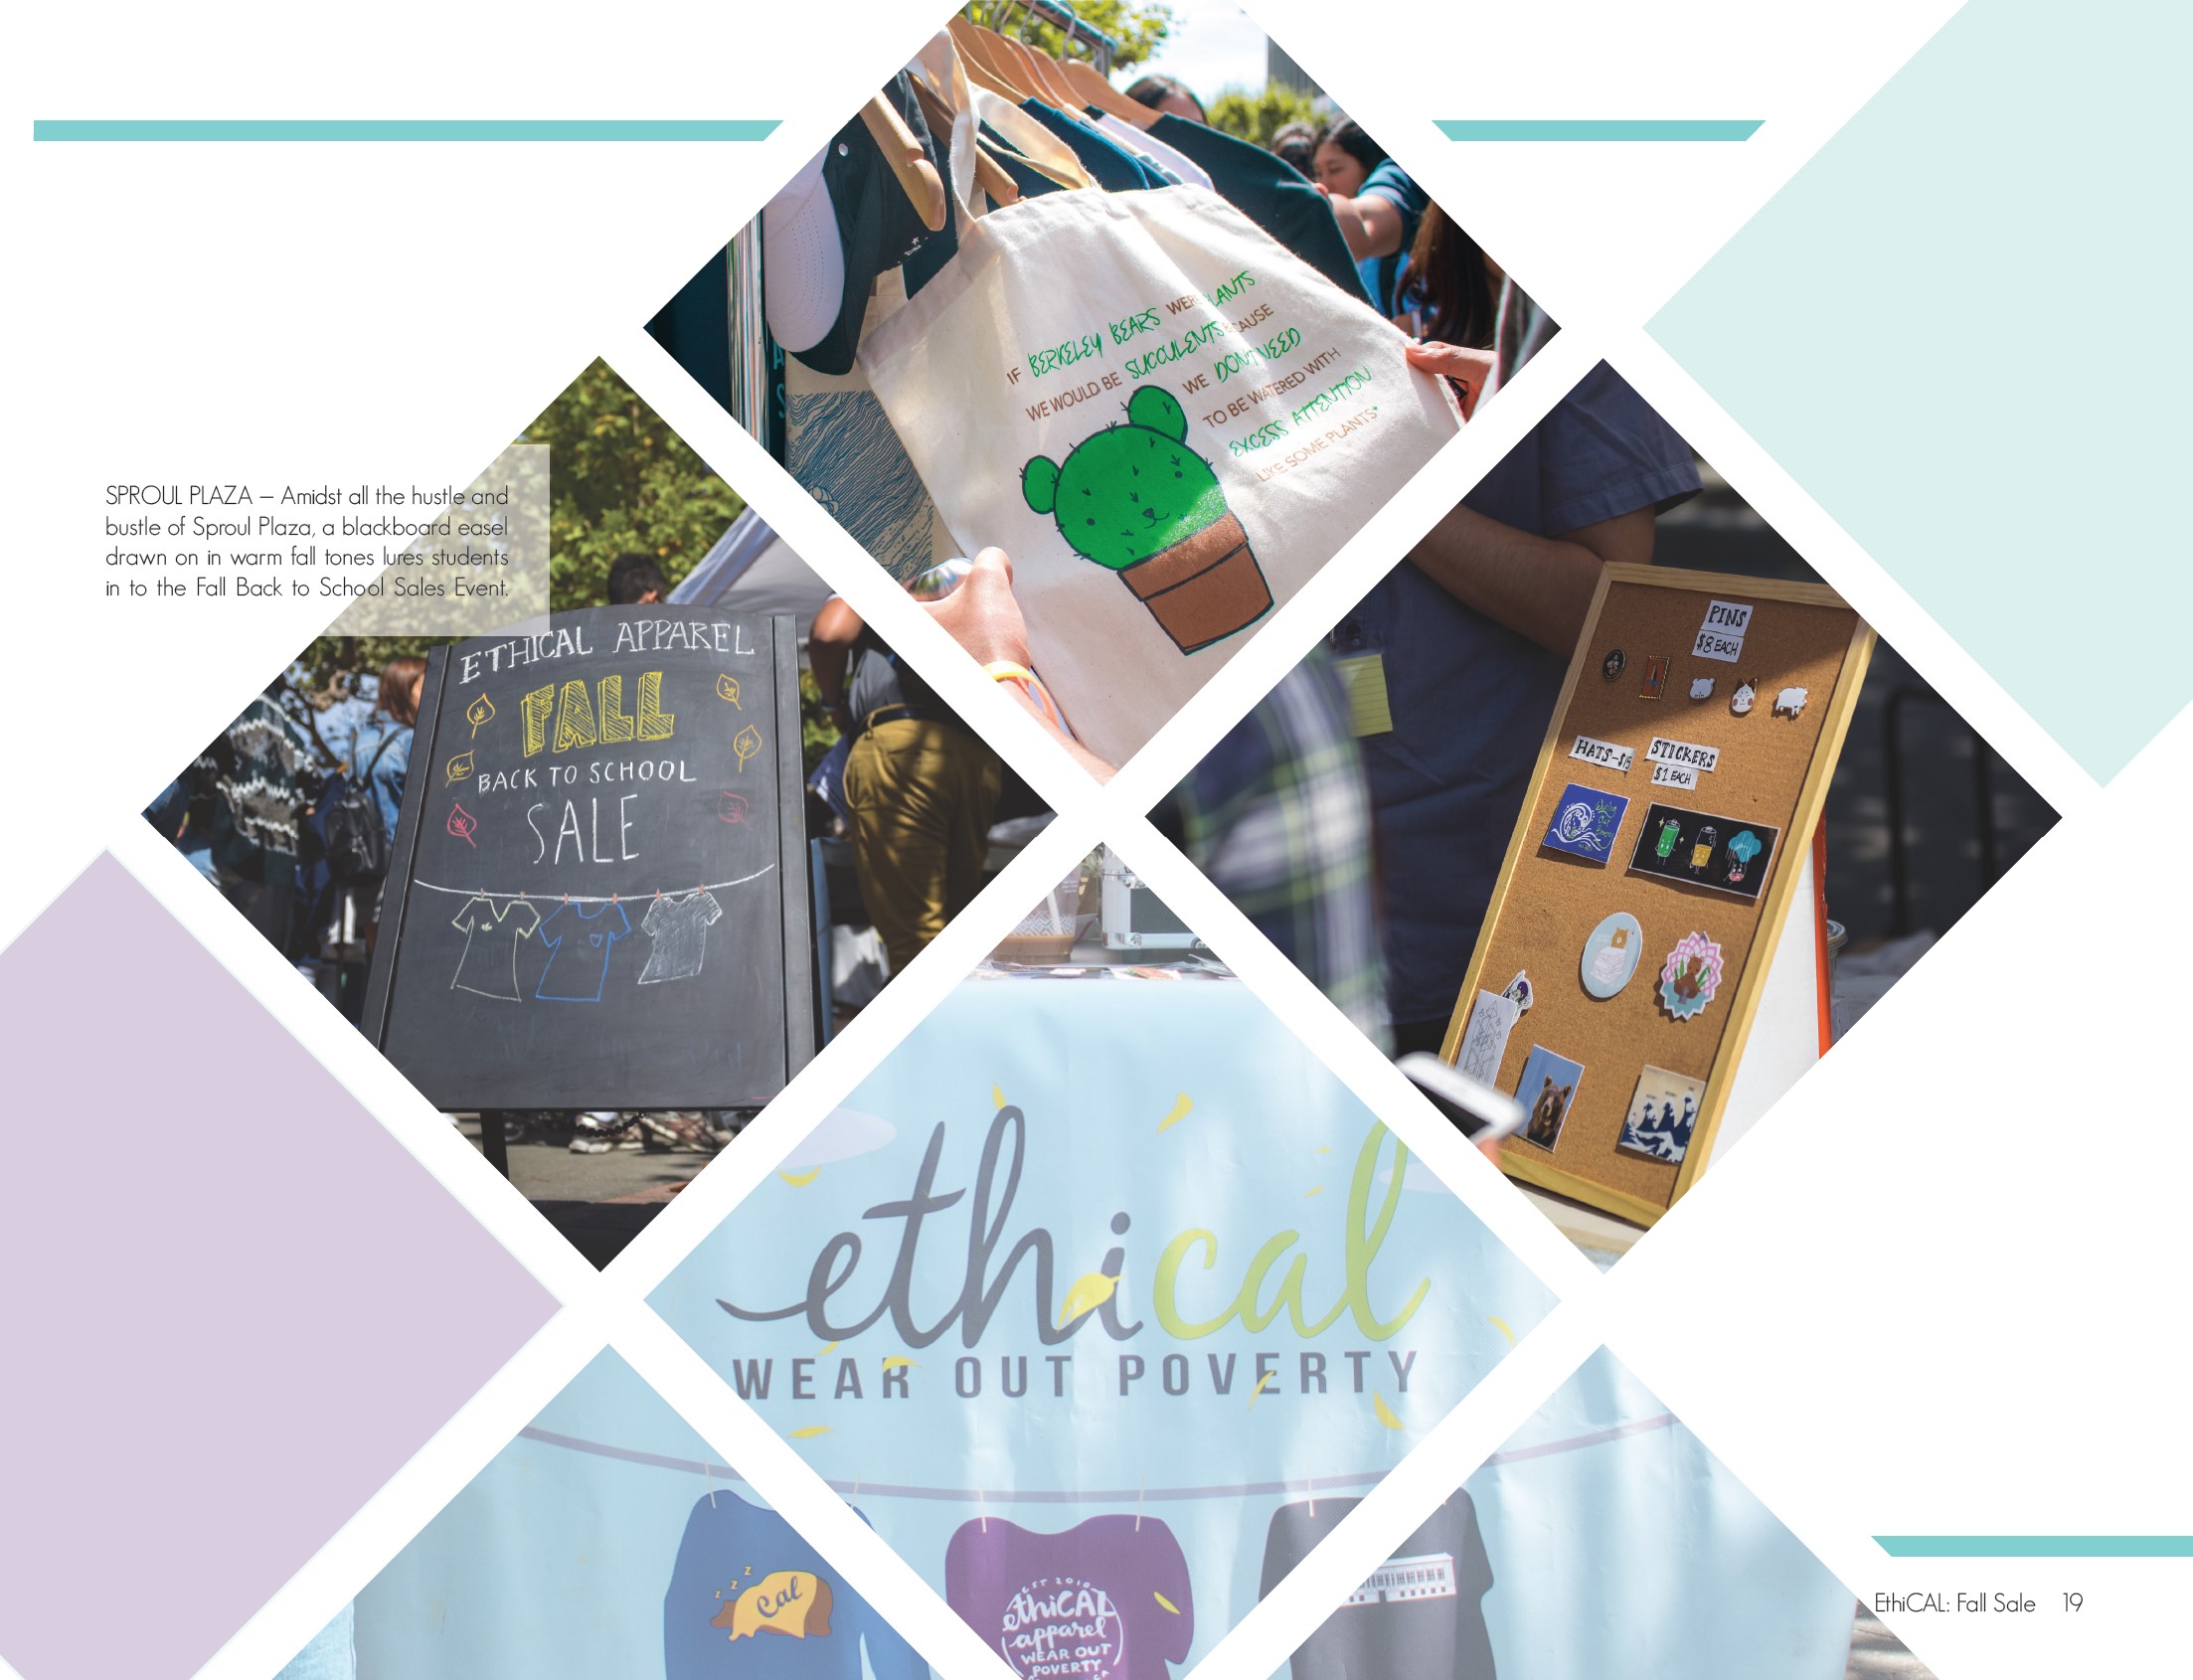 IF BERKELEY BEARS WERE PLANTS
WE WOULD BE SUCCULENTS BECAUSE
WE DON'T NEED
TO BE WATERED WITH
EXCESS ATTENTION
LIKE SOME PLANTS*
SPROUL PLAZA – Amidst all the hustle and
bustle of Sproul Plaza, a blackboard easel
drawn on in warm fall tones lures students
in to the Fall Back to School Sales Event.
ETHICAL APPAREL
FALL
BACK TO SCHOOL
SALE
PINS
$8 EACH
HATS-$15
STICKERS
$1 EACH
ethical
WEAR OUT POVERTY
z z z z
Cal
EST 2010
ethiCAL
apparel
WEAR OUT
POVERTY
EthiCAL: Fall Sale 19